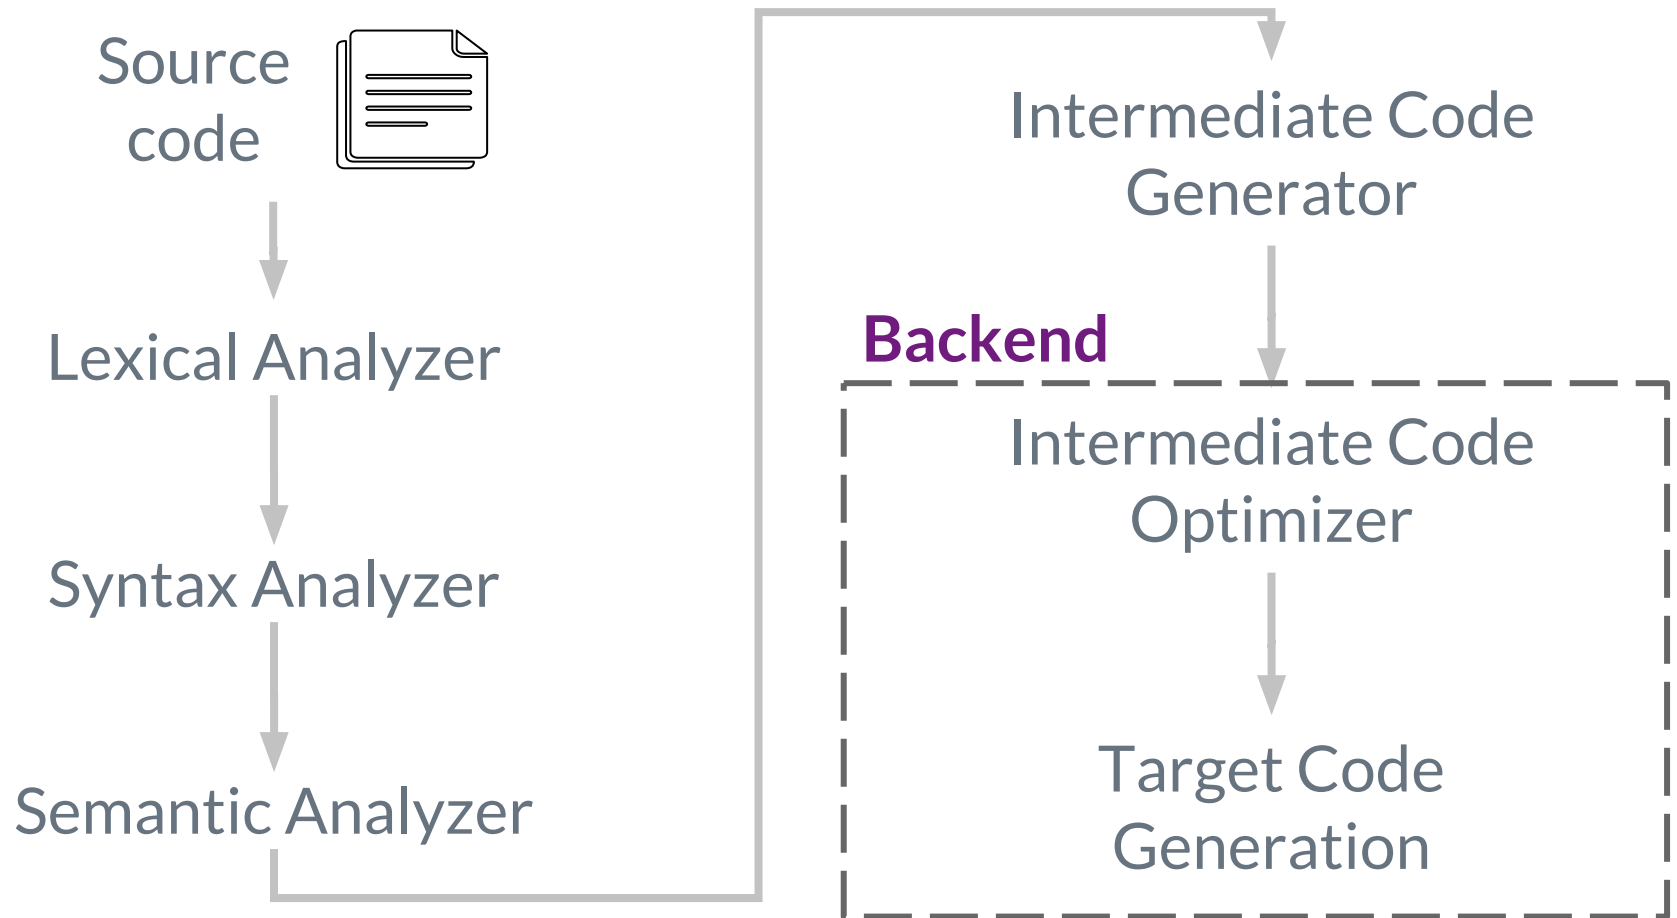 Source
code
Lexical Analyzer
Syntax Analyzer
Semantic Analyzer
Intermediate Code
Generator
Backend
Intermediate Code
Optimizer
Target Code
Generation